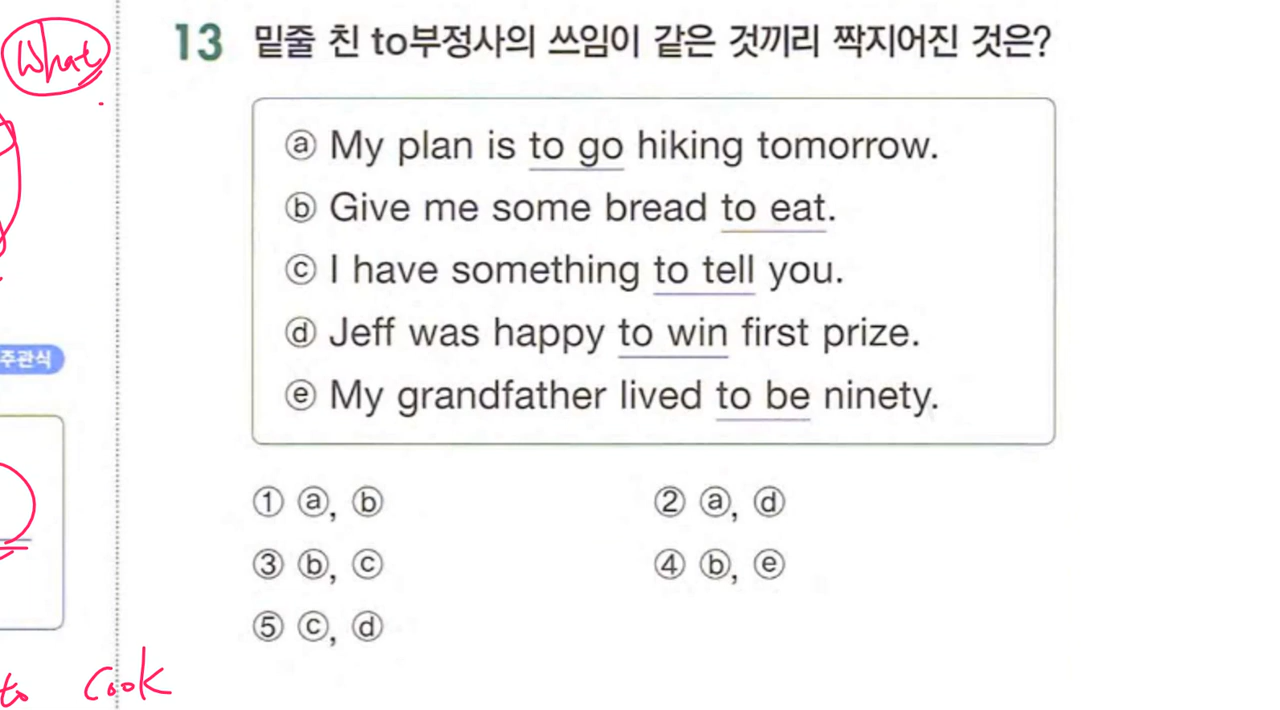 What
13 밑줄 친 to부정사의 쓰임이 같은 것끼리 짝지어진 것은?
ⓐ My plan is to go hiking tomorrow.
ⓑ Give me some bread to eat.
ⓒ I have something to tell you.
ⓓ Jeff was happy to win first prize.
ⓔ My grandfather lived to be ninety.
① ⓐ, ⓑ
② ⓐ, ⓓ
③ ⓑ, ⓒ
④ ⓑ, ⓔ
⑤ ⓒ, ⓓ
주관식
to cook